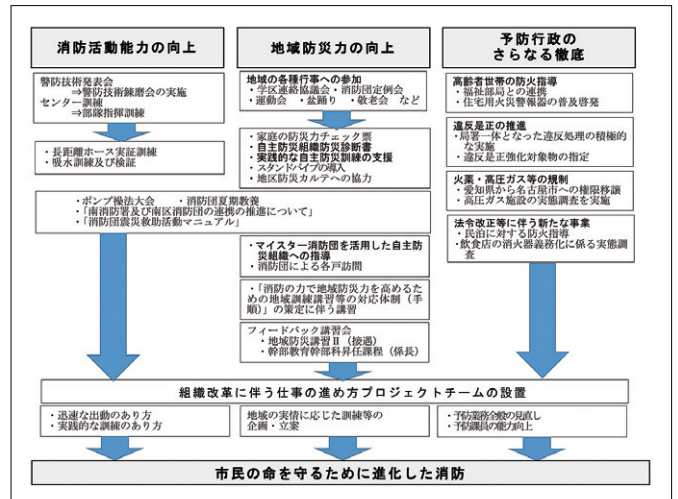 消防活動能力の向上
地域防災力の向上
予防行政の
さらなる徹底
警防技術発表会
⇒警防技術錬磨会の実施
センター訓練
⇒部隊指揮訓練
・長距離ホース実証訓練
・吸水訓練及び検証
地域の各種行事への参加
・学区連絡協議会・消防団定例会
・運動会 ・盆踊り ・敬老会 など
・家庭の防災力チェック票
・自主防災組織防災診断書
・実践的な自主防災訓練の支援
・スタンドパイプの導入
・地区防災カルテへの協力
・ポンプ操法大会 ・消防団夏期教養
・「南消防署及び南区消防団の連携の推進について」
・「消防団震災救助活動マニュアル」
・マイスター消防団を活用した自主防
災組織への指導
・消防団による各戸訪問
・「消防の力で地域防災力を高めるた
めの地域訓練講習等の対応体制（手
順）」の策定に伴う講習
フィードバック講習会
・地域防災講習Ⅱ（接遇）
・幹部教育幹部科昇任課程（係長）
高齢者世帯の防火指導
・福祉部局との連携
・住宅用火災警報器の普及啓発
違反是正の推進
・局署一体となった違反処理の積極的
な実施
・違反是正強化対象物の指定
火薬・高圧ガス等の規制
・愛知県から名古屋市への権限移譲
・高圧ガス施設の実態調査を実施
法令改正等に伴う新たな事業
・民泊に対する防火指導
・飲食店の消火器義務化に係る実態調
査
組織改革に伴う仕事の進め方プロジェクトチームの設置
・迅速な出動のあり方
・実践的な訓練のあり方
地域の実情に応じた訓練等の
企画・立案
・予防業務全般の見直し
・予防課員の能力向上
市民の命を守るために進化した消防